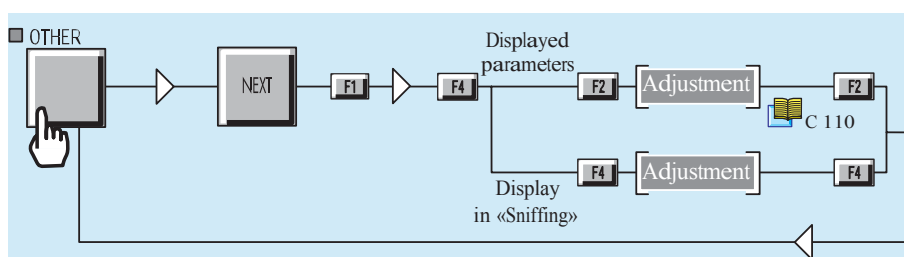 OTHER
NEXT
F1
F4
Displayed
parameters
F2
Adjustment
F2
C 110
Display
in «Sniffing»
F4
Adjustment
F4